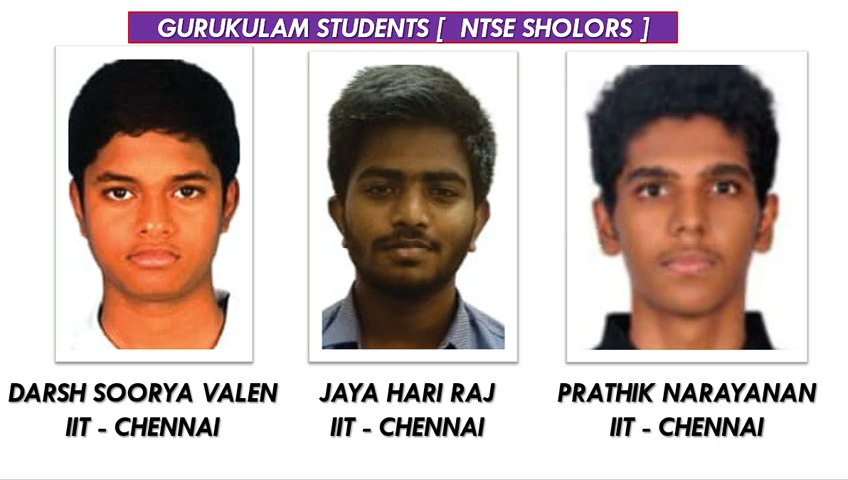 GURUKULAM STUDENTS [ NTSE SHOLORS ]
DARSH SOORYA VALEN
IIT - CHENNAI
JAYA HARI RAJ
IIT - CHENNAI
PRATHIK NARAYANAN
IIT - CHENNAI